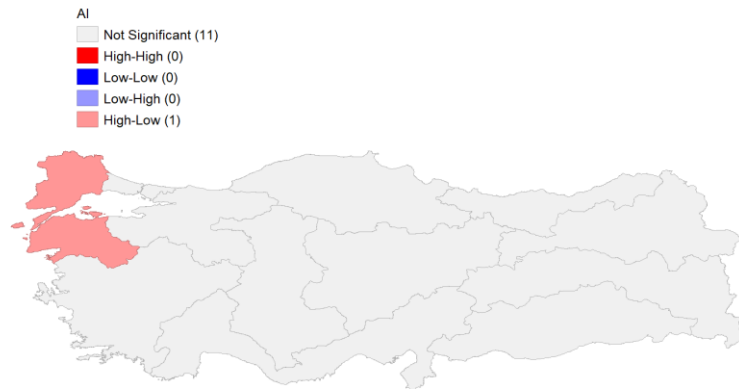 AI
Not Significant (11)
High-High (0)
Low-Low (0)
Low-High (0)
High-Low (1)